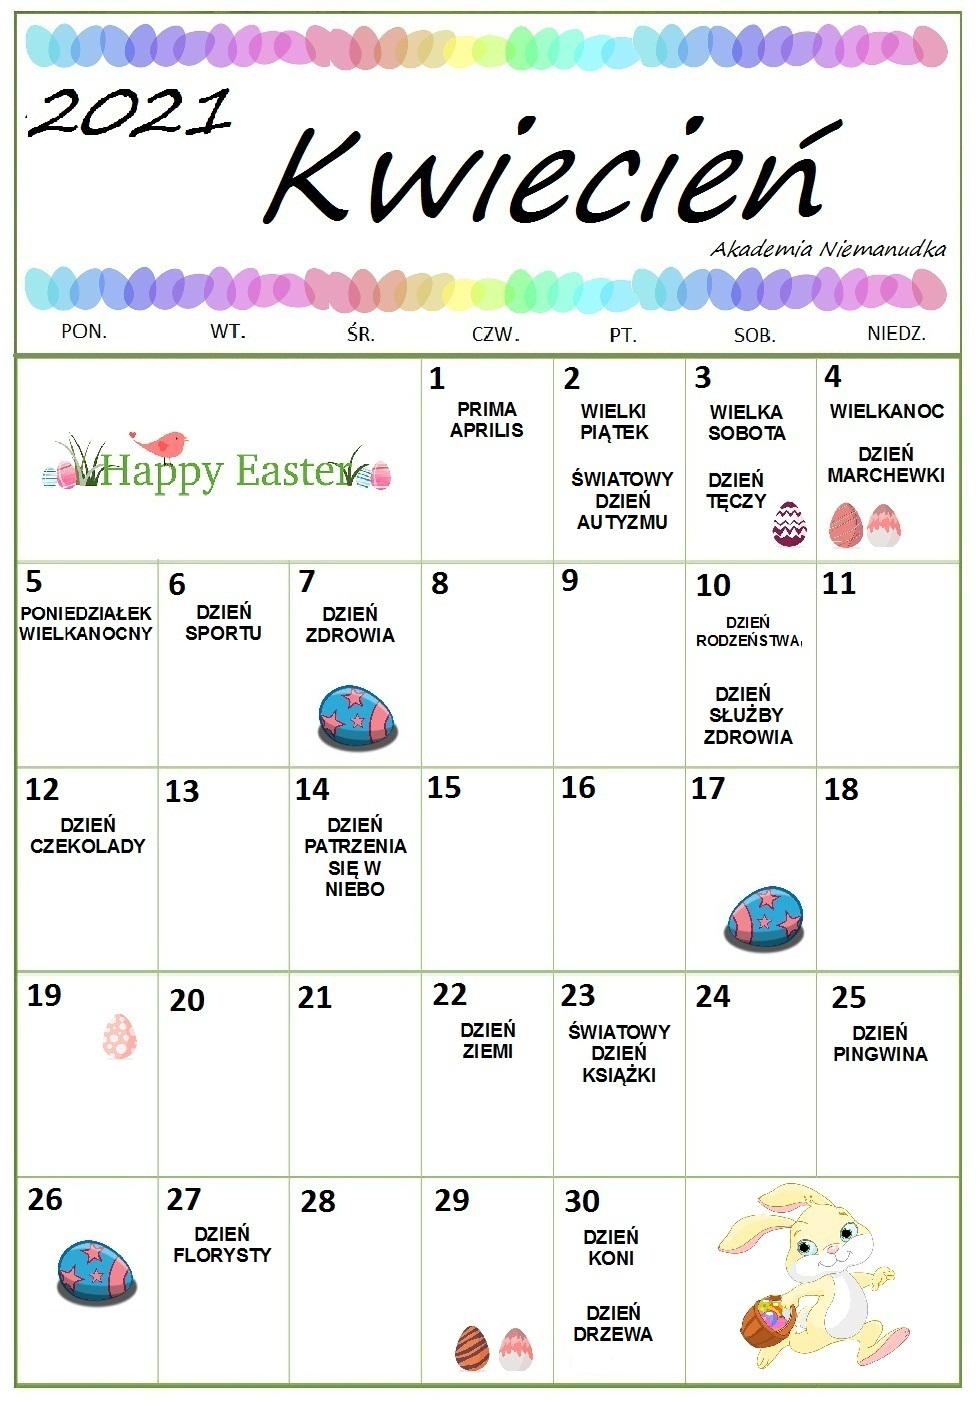 2021
Kwiecień
Akademia Niemanudka
PON. WT. ŚR. CZW. PT. SOB. NIEDZ.
Happy Easter
1
PRIMA
APRILIS
2
WIELKI
PIĄTEK
ŚWIATOWY
DZIEŃ
AUTYZMU
3
WIELKA
SOBOTA
DZIEŃ
TĘCZY
4
WIELKANOC
DZIEŃ
MARCHEWKI
5
PONIEDZIAŁEK
WIELKANOCNY
6
DZIEŃ
SPORTU
7
DZIEŃ
ZDROWIA
8
9
10
DZIEŃ
RODZEŃSTWA,
DZIEŃ
SŁUŻBY
ZDROWIA
11
12
DZIEŃ
CZEKOLADY
13
14
DZIEŃ
PATRZENIA
SIĘ W
NIEBO
15
16
17
18
19
20
21
22
DZIEŃ
ZIEMI
23
ŚWIATOWY
DZIEŃ
KSIĄŻKI
24
25
DZIEŃ
PINGWINA
26
27
DZIEŃ
FLORYSTY
28
29
30
DZIEŃ
KONI
DZIEŃ
DRZEWA